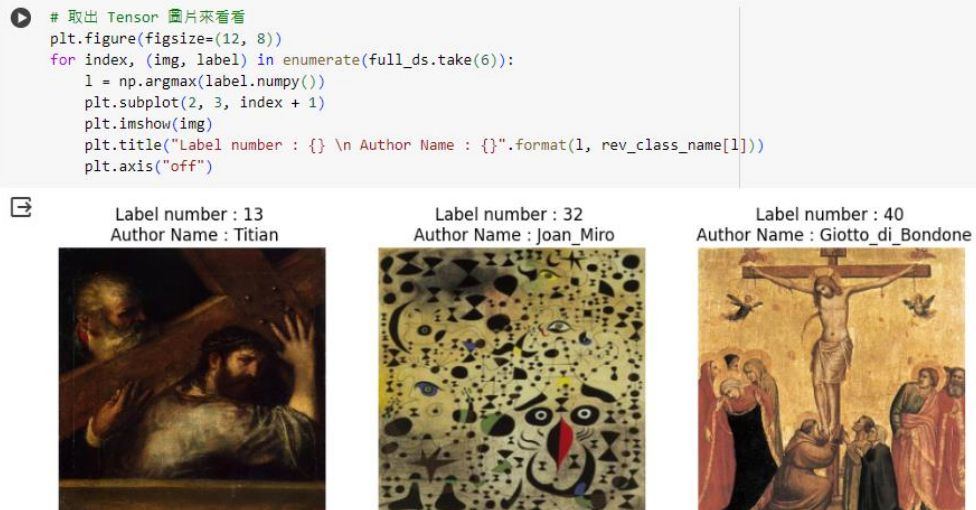 # 取出 Tensor 圖片來看看
plt.figure(figsize=(12, 8))
for index, (img, label) in enumerate(full_ds.take(6)):
    l = np.argmax(label.numpy())
    plt.subplot(2, 3, index + 1)
    plt.imshow(img)
    plt.title("Label number : {} \n Author Name : {}".format(l, rev_class_name[l]))
    plt.axis("off")
Label number : 13
Author Name : Titian
Label number : 32
Author Name : Joan_Miro
Label number : 40
Author Name : Giotto_di_Bondone